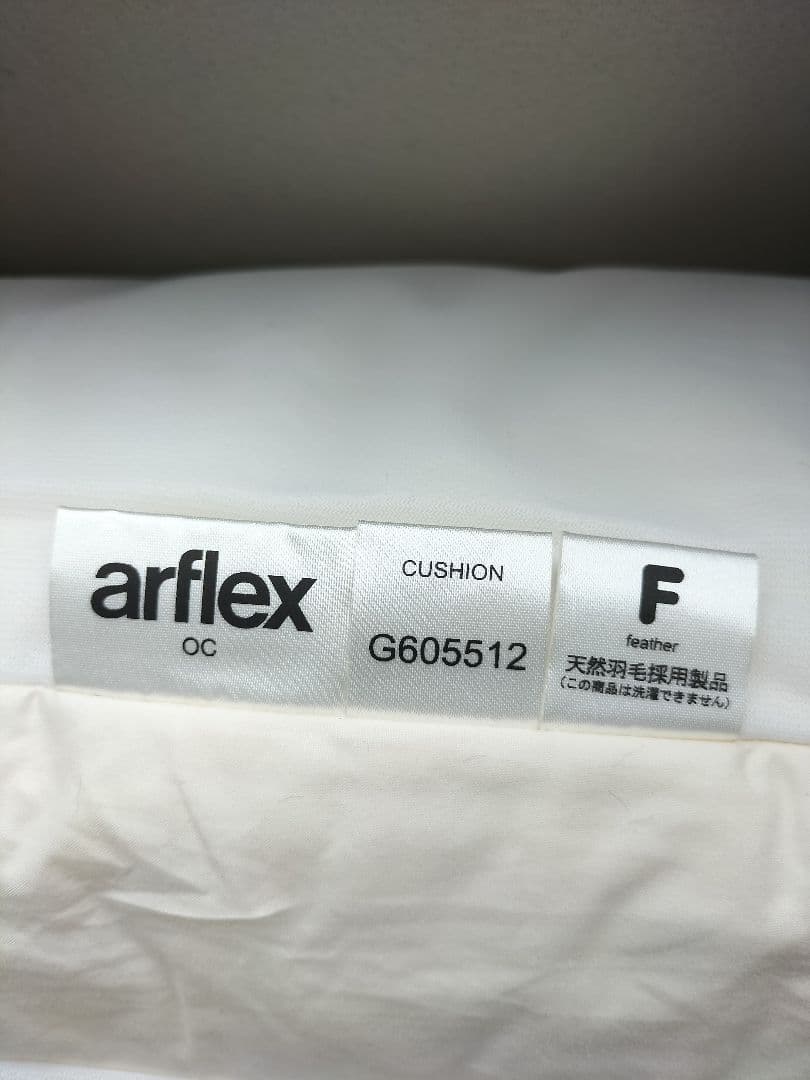 arflex
OC
CUSHION
G605512
F
feather
天然羽毛採用製品
(この商品は洗濯できません)